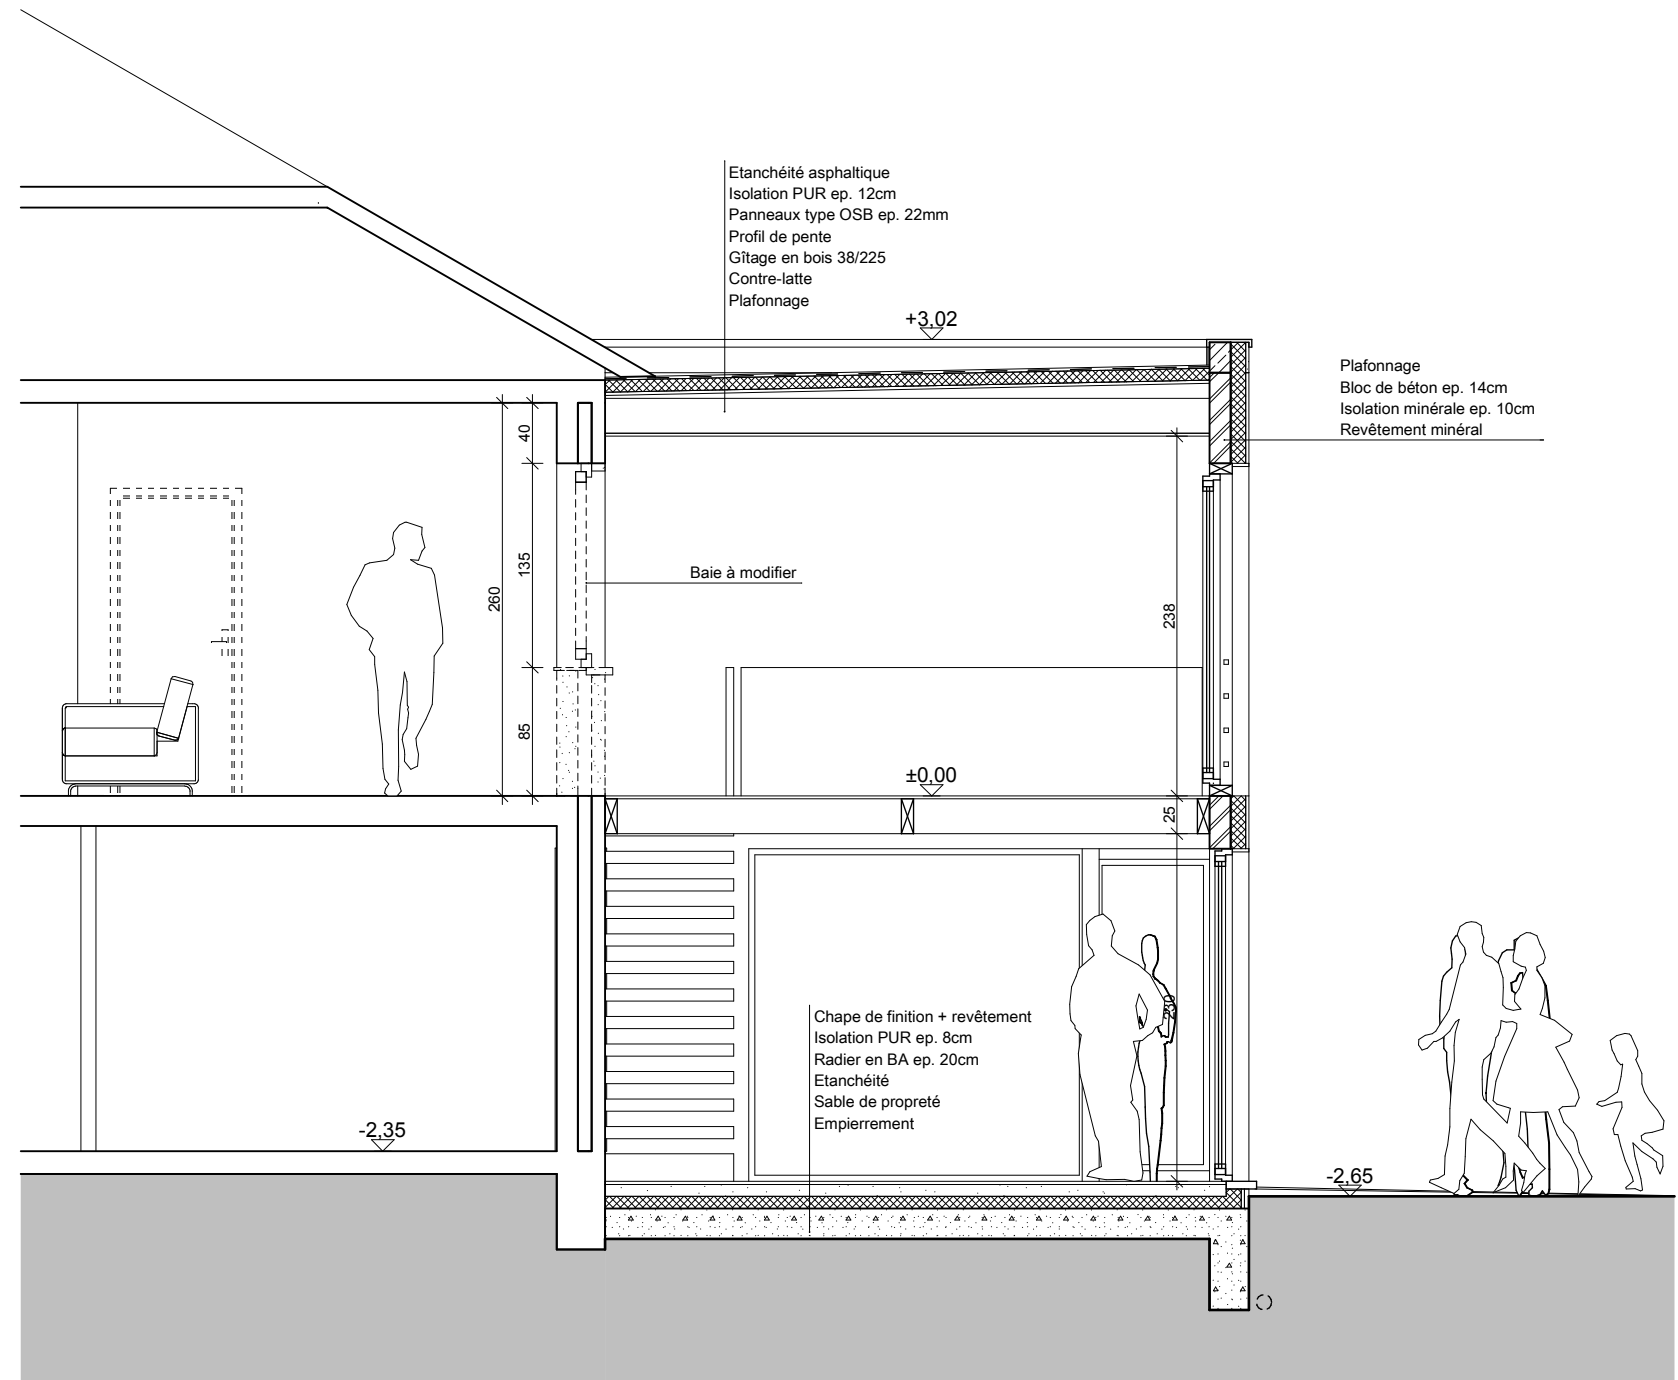 Etanchéité asphaltique
Isolation PUR ep. 12cm
Panneaux type OSB ep. 22mm
Profil de pente
Gîtage en bois 38/225
Contre-latte
Plafonnage
+3,02
Plafonnage
Bloc de béton ep. 14cm
Isolation minérale ep. 10cm
Revêtement minéral
40
135
260
85
Baie à modifier
238
±0,00
25
230
Chape de finition + revêtement
Isolation PUR ep. 8cm
Radier en BA ep. 20cm
Etanchéité
Sable de propreté
Empierrement
-2,35
-2,65